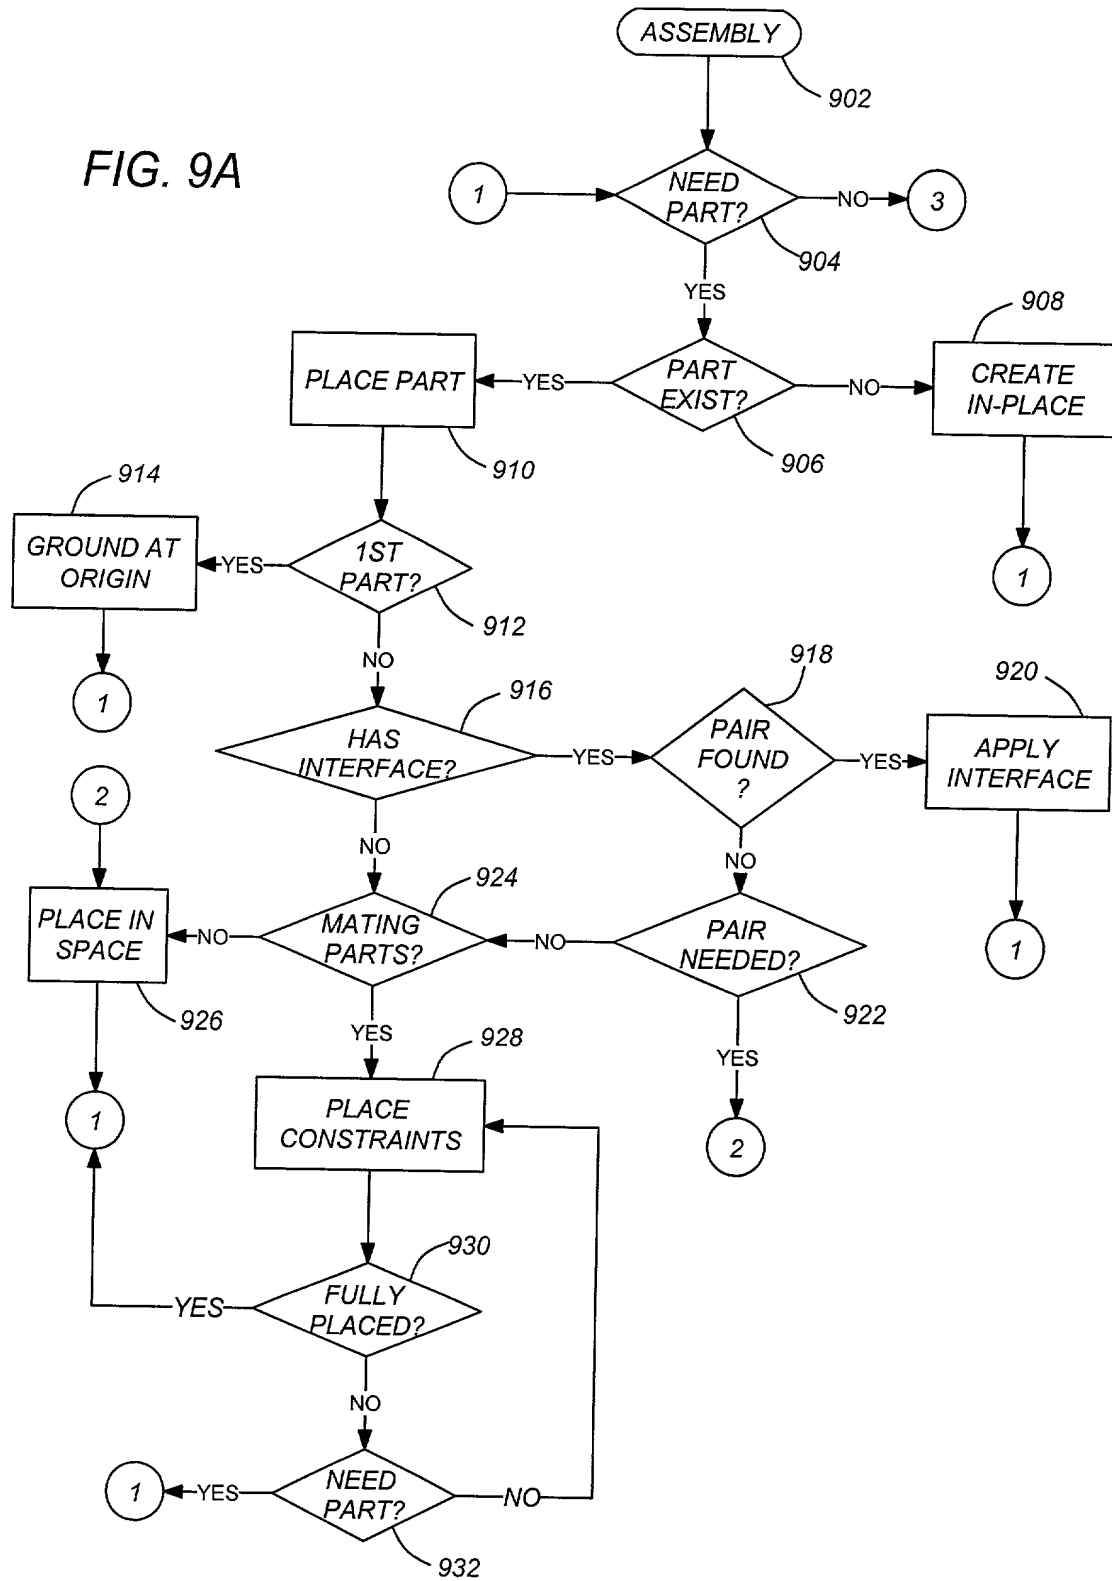 ASSEMBLY
902
FIG. 9A
1
NEED
PART?
NO
3
904
YES
908
PLACE PART
YES
PART
EXIST?
NO
CREATE
IN-PLACE
910
906
914
GROUND AT
ORIGIN
YES
1ST
PART?
912
1
NO
1
916
918
920
HAS
INTERFACE?
YES
PAIR
FOUND
?
YES
APPLY
INTERFACE
2
NO
NO
924
PLACE IN
SPACE
NO
MATING
PARTS?
NO
PAIR
NEEDED?
1
926
922
YES
928
YES
1
PLACE
CONSTRAINTS
2
930
YES
FULLY
PLACED?
NO
1
YES
NEED
PART?
NO
932